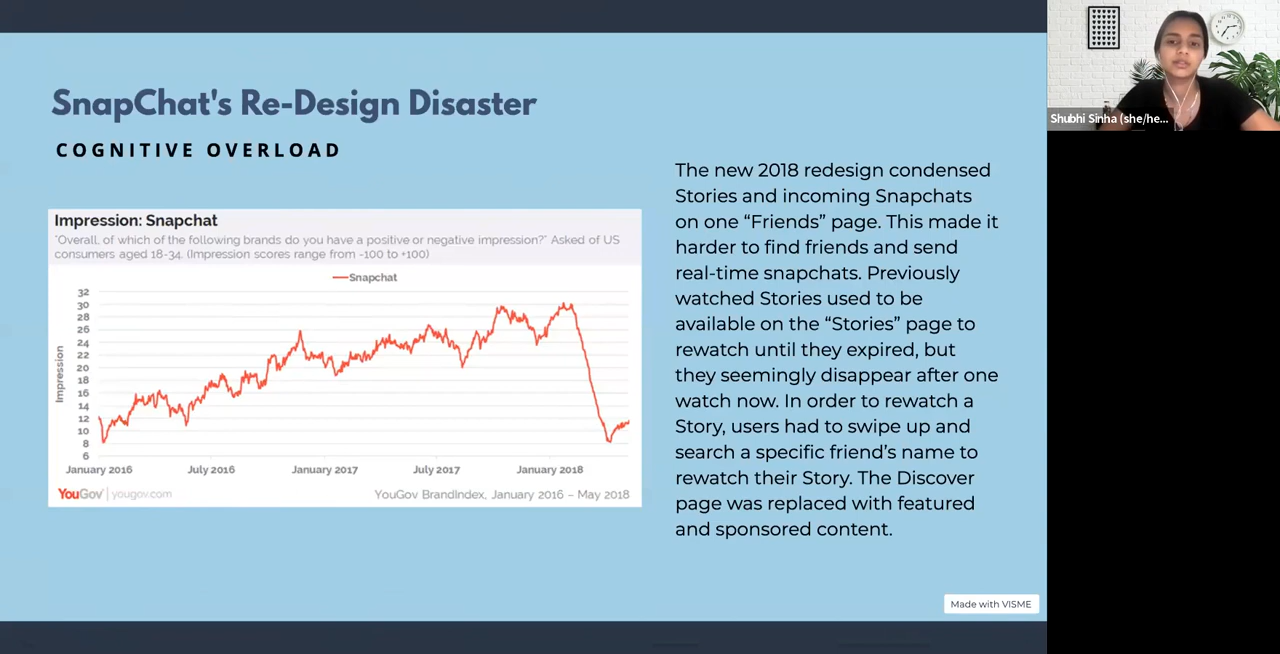 SnapChat's Re-Design Disaster
COGNITIVE OVERLOAD
Impression: Snapchat
"Overall, of which of the following brands do you have a positive or negative impression?" Asked of US
consumers aged 18-34. (Impression scores range from -100 to +100)
Snapchat
32
30
28
26
24
22
20
18
16
14
12
10
8
6
Impression
January 2016
July 2016
January 2017
July 2017
January 2018
YouGov | yougov.com
YouGov BrandIndex, January 2016 – May 2018
The new 2018 redesign condensed
Stories and incoming Snapchats
on one “Friends” page. This made it
harder to find friends and send
real-time snapchats. Previously
watched Stories used to be
available on the “Stories” page to
rewatch until they expired, but
they seemingly disappear after one
watch now. In order to rewatch a
Story, users had to swipe up and
search a specific friend’s name to
rewatch their Story. The Discover
page was replaced with featured
and sponsored content.
Made with VISME
Shubhi Sinha (she/he...